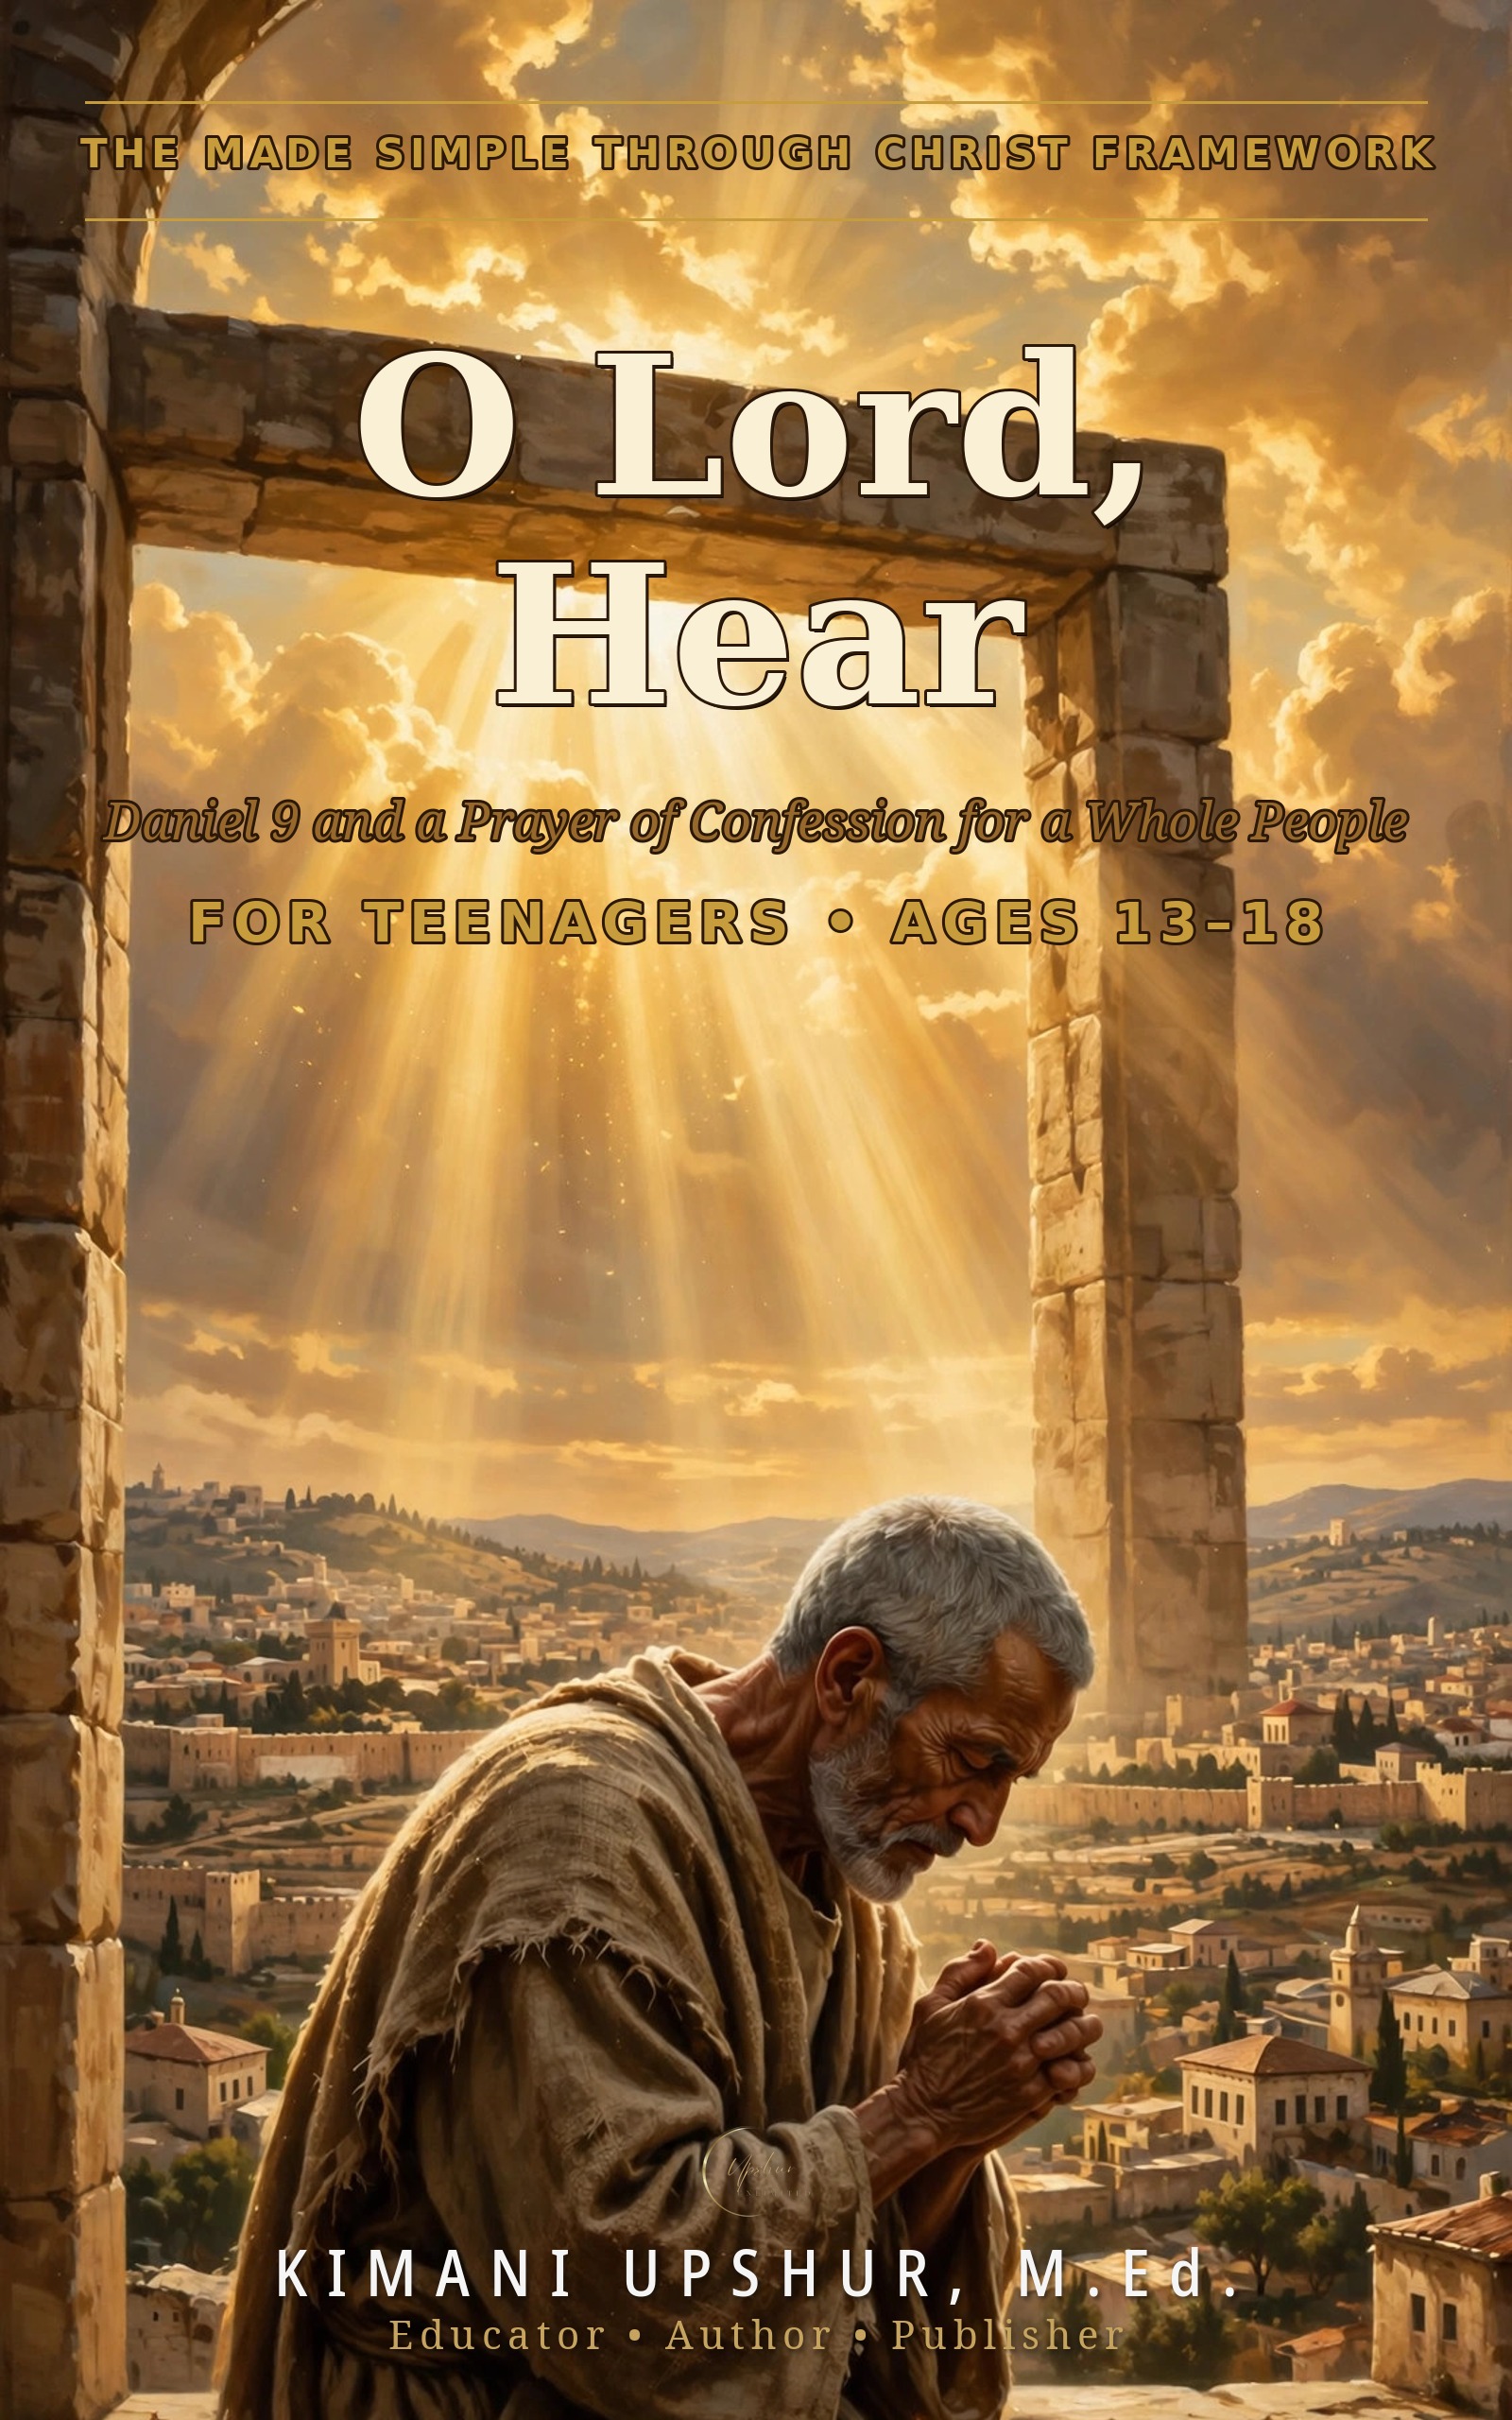 THE MADE SIMPLE THROUGH CHRIST FRAMEWORK
O Lord,
Hear
Daniel 9 and a Prayer of Confession for a Whole People
FOR TEENAGERS • AGES 13–18
Upshur
KIMANI UPSHUR, M.Ed.
Educator • Author • Publisher